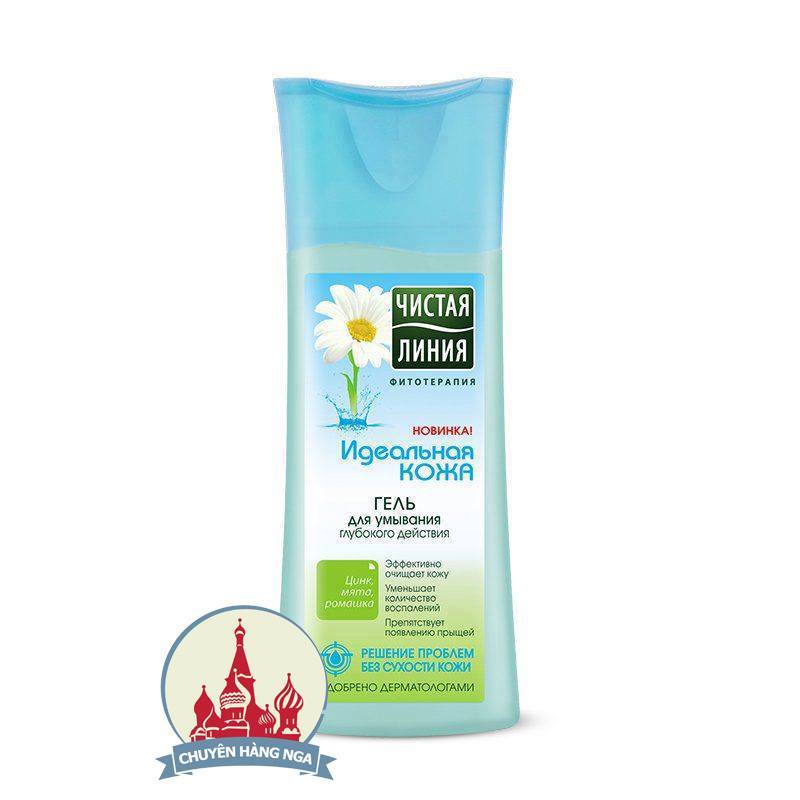 ЧИСТАЯ
ЛИНИЯ
ФИТОТЕРАПИЯ
НОВИНКА!
Идеальная
КОЖА
ГЕЛЬ
для умывания
глубокого действия
Цинк,
мята,
ромашка
Эффективно
очищает кожу
Уменьшает
количество
воспалений
Препятствует
появлению прыщей
РЕШЕНИЕ ПРОБЛЕМ
БЕЗ СУХОСТИ КОЖИ
ДОБРЕНО ДЕРМАТОЛОГАМИ
CHUYÊN HÀNG NGA